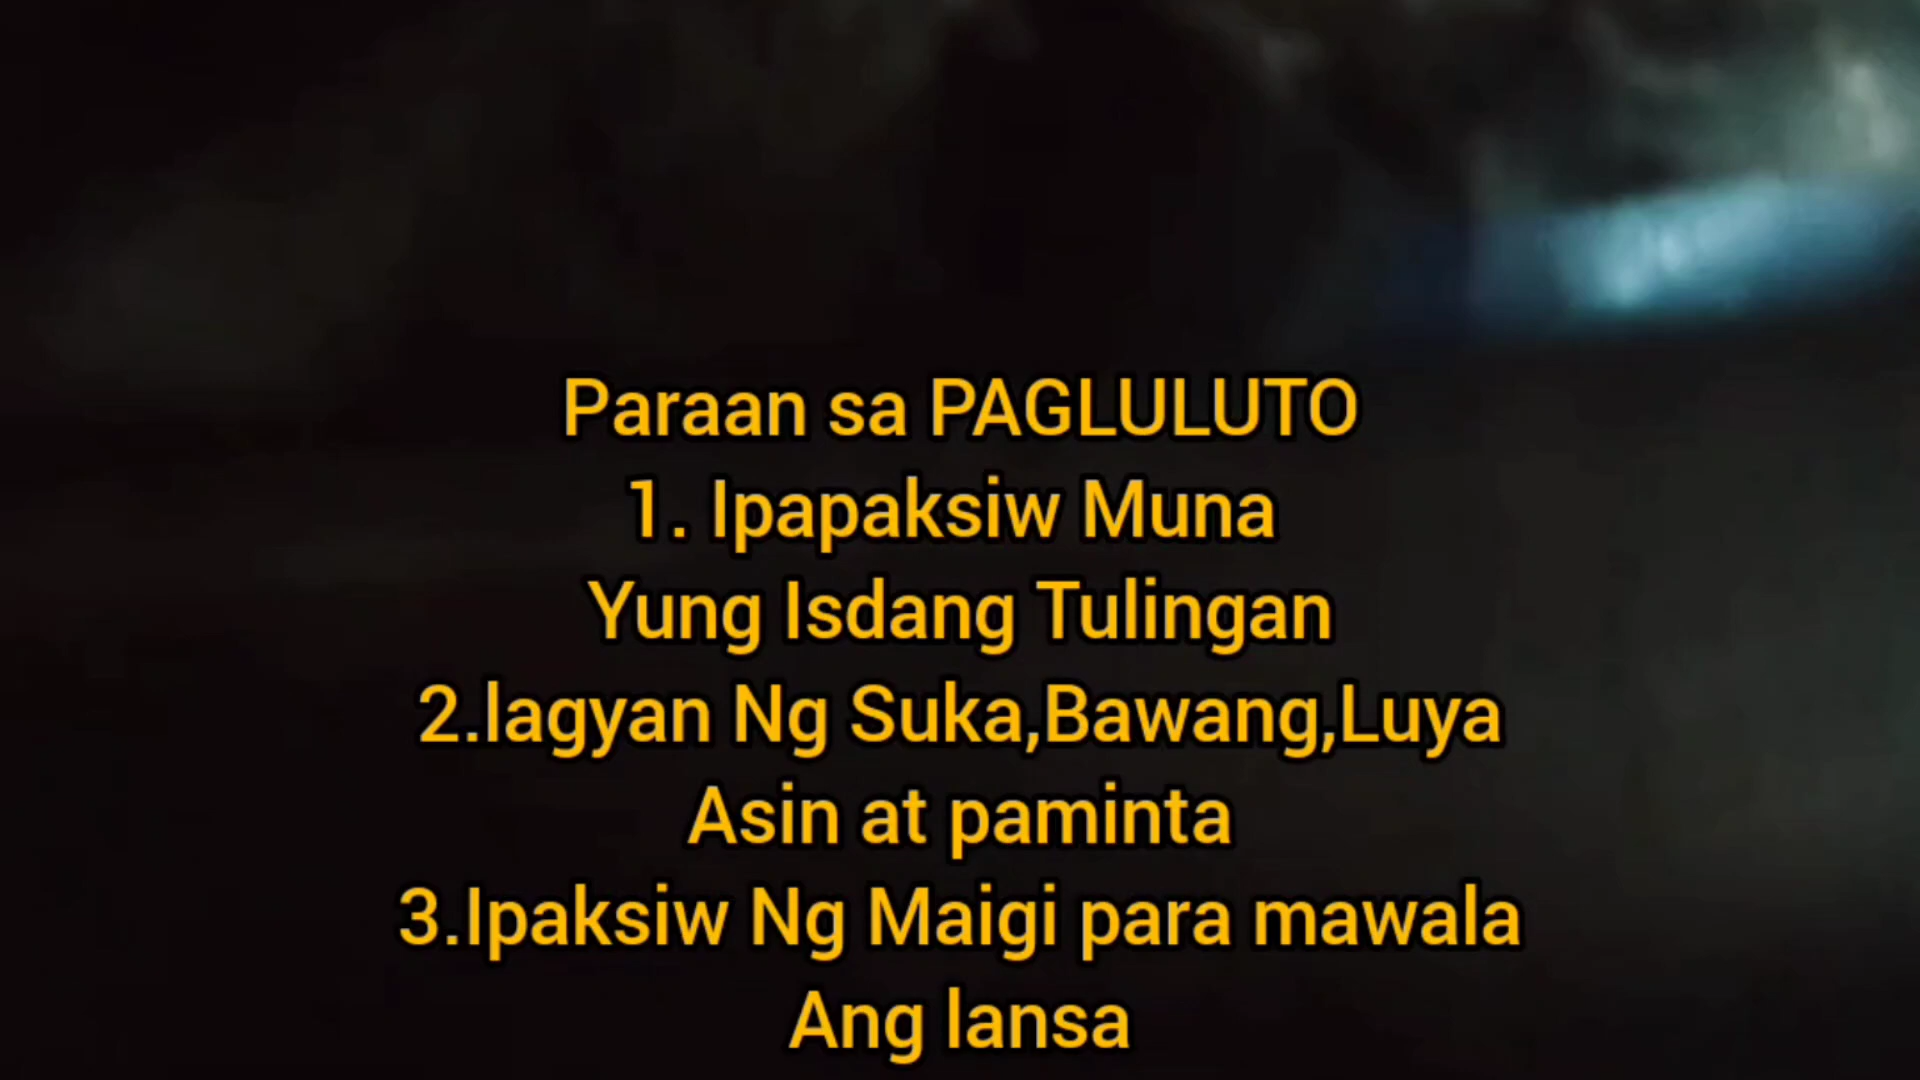 Paraan sa PAGLULUTO
1. Ipapaksiw Muna
Yung Isdang Tulingan
2.lagyan Ng Suka,Bawang,Luya
Asin at paminta
3.Ipaksiw Ng Maigi para mawala
Ang lansa